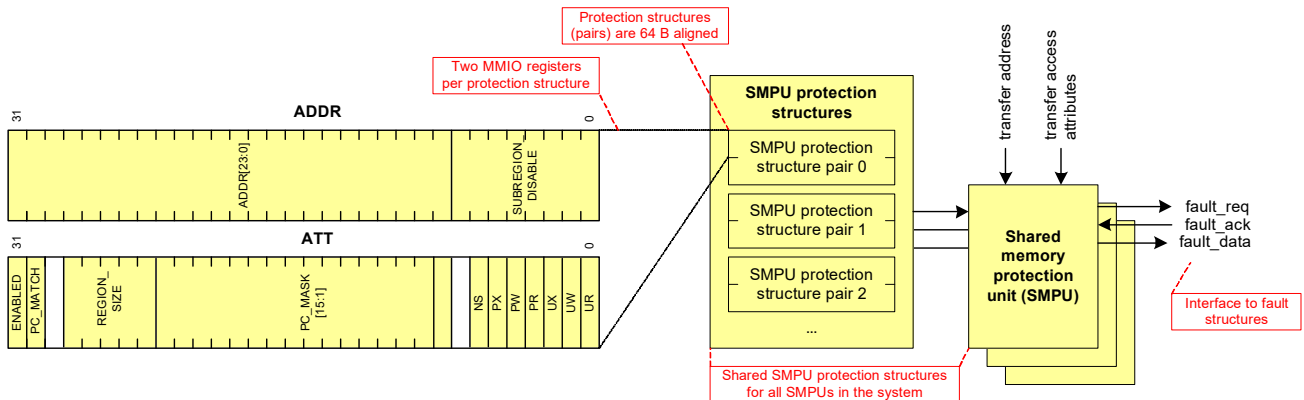 Protection structures
(pairs) are 64 B aligned
Two MMIO registers
per protection structure
ADDR
31
0
ADDR[23:0]
SUBREGION_
DISABLE
ATT
31
0
ENABLED
PC_MATCH
REGION_
SIZE
PC_MASK
[15:1]
NS
PX
PW
PR
UX
UW
UR
SMPU protection
structures
SMPU protection
structure pair 0
SMPU protection
structure pair 1
SMPU protection
structure pair 2
...
Shared SMPU protection structures
for all SMPUs in the system
transfer address
transfer access
attributes
Shared
memory
protection
unit (SMPU)
fault_req
fault_ack
fault_data
Interface to fault
structures